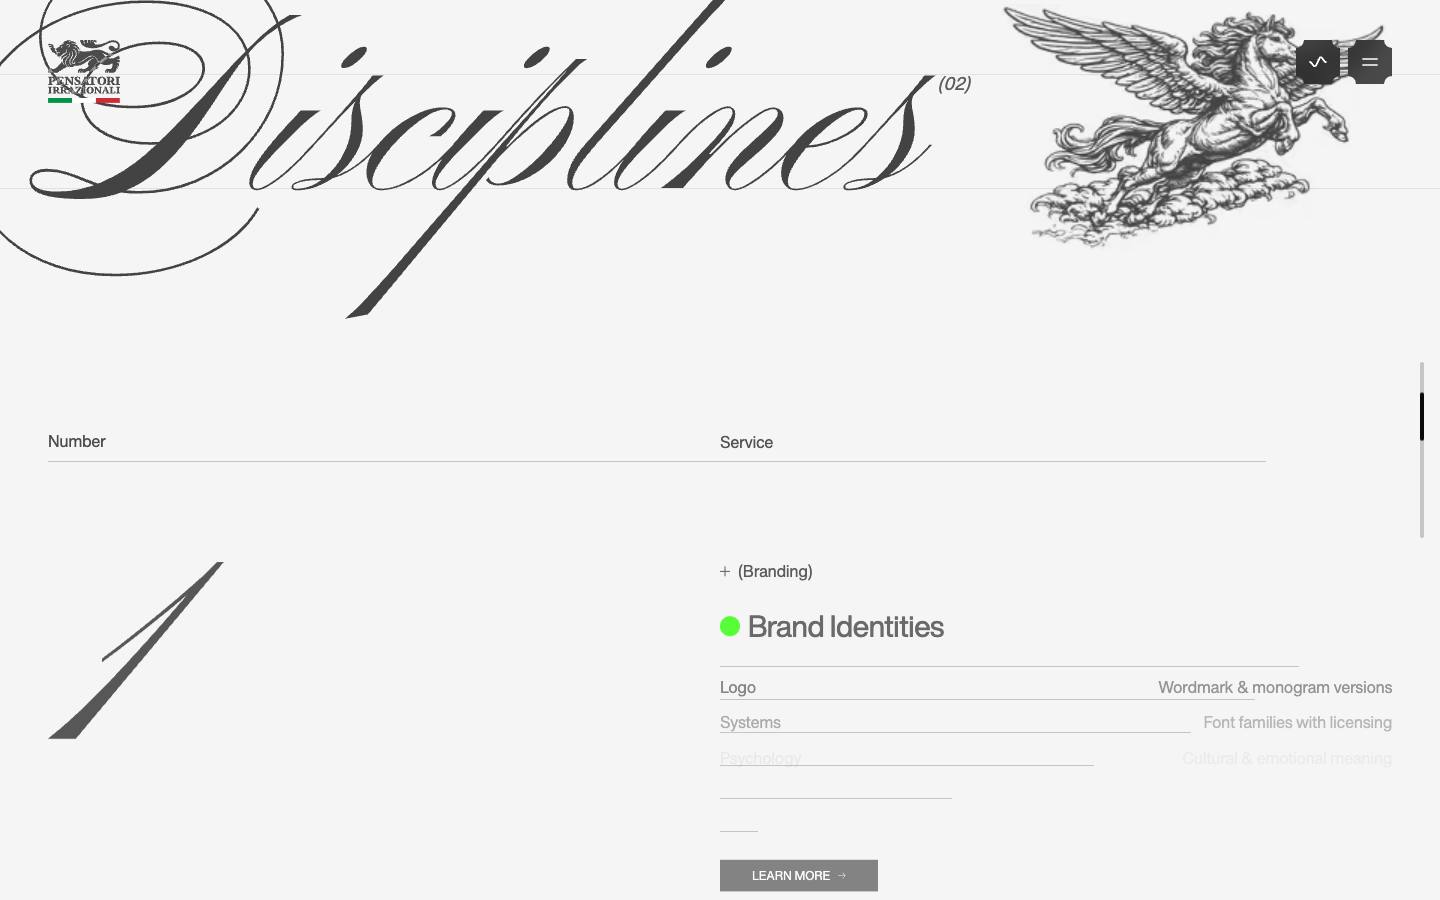 PENSATORI
IRRAZIONALI
Disciplines (02)
Number
Service
1
+ (Branding)
Brand Identities
Logo
Wordmark & monogram versions
Systems
Font families with licensing
Psychology
Cultural & emotional meaning
LEARN MORE →